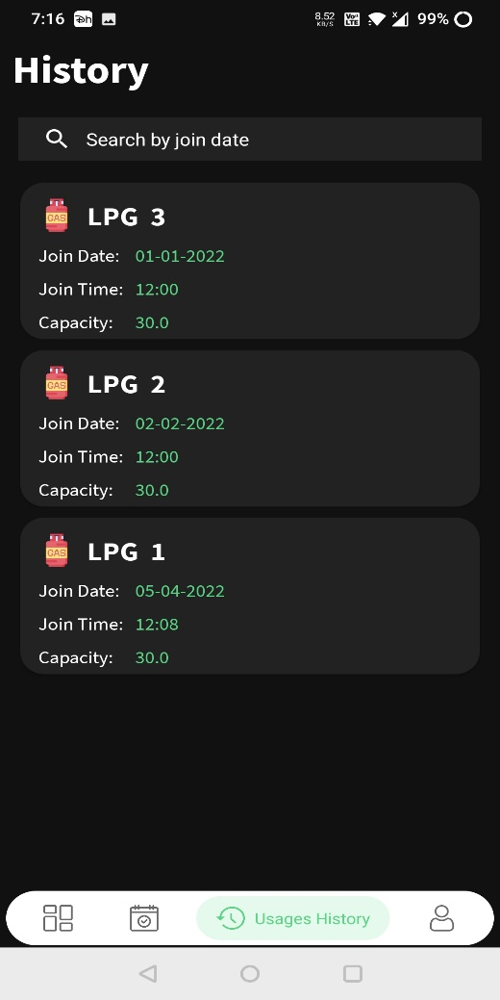 7:16 8.52 KB/S Vo LTE x 99%
History
Search by join date
GAS LPG 3
Join Date: 01-01-2022
Join Time: 12:00
Capacity: 30.0
GAS LPG 2
Join Date: 02-02-2022
Join Time: 12:00
Capacity: 30.0
GAS LPG 1
Join Date: 05-04-2022
Join Time: 12:08
Capacity: 30.0
Usages History